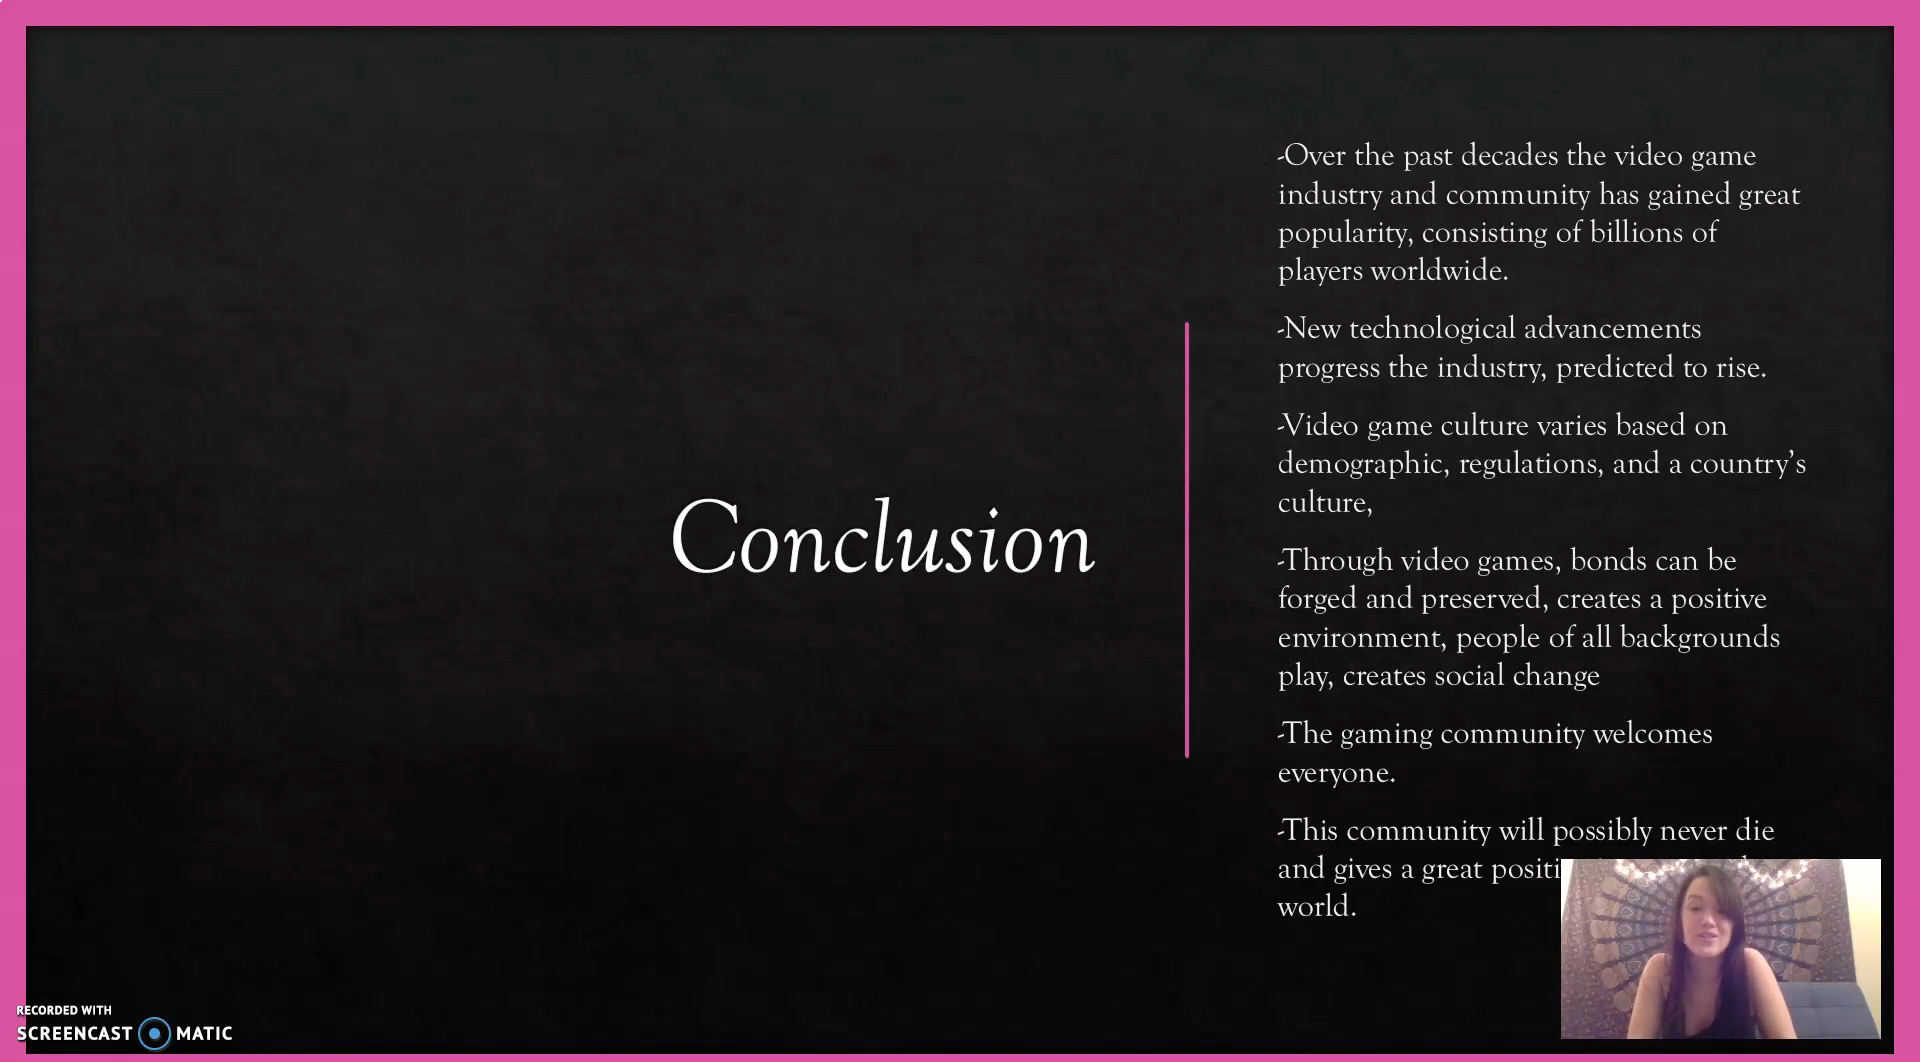 Conclusion
-Over the past decades the video game
industry and community has gained great
popularity, consisting of billions of
players worldwide.
-New technological advancements
progress the industry, predicted to rise.
-Video game culture varies based on
demographic, regulations, and a country's
culture,
-Through video games, bonds can be
forged and preserved, creates a positive
environment, people of all backgrounds
play, creates social change
-The gaming community welcomes
everyone.
-This community will possibly never die
and gives a great
world.
RECORDED WITH
SCREENCAST MATIC